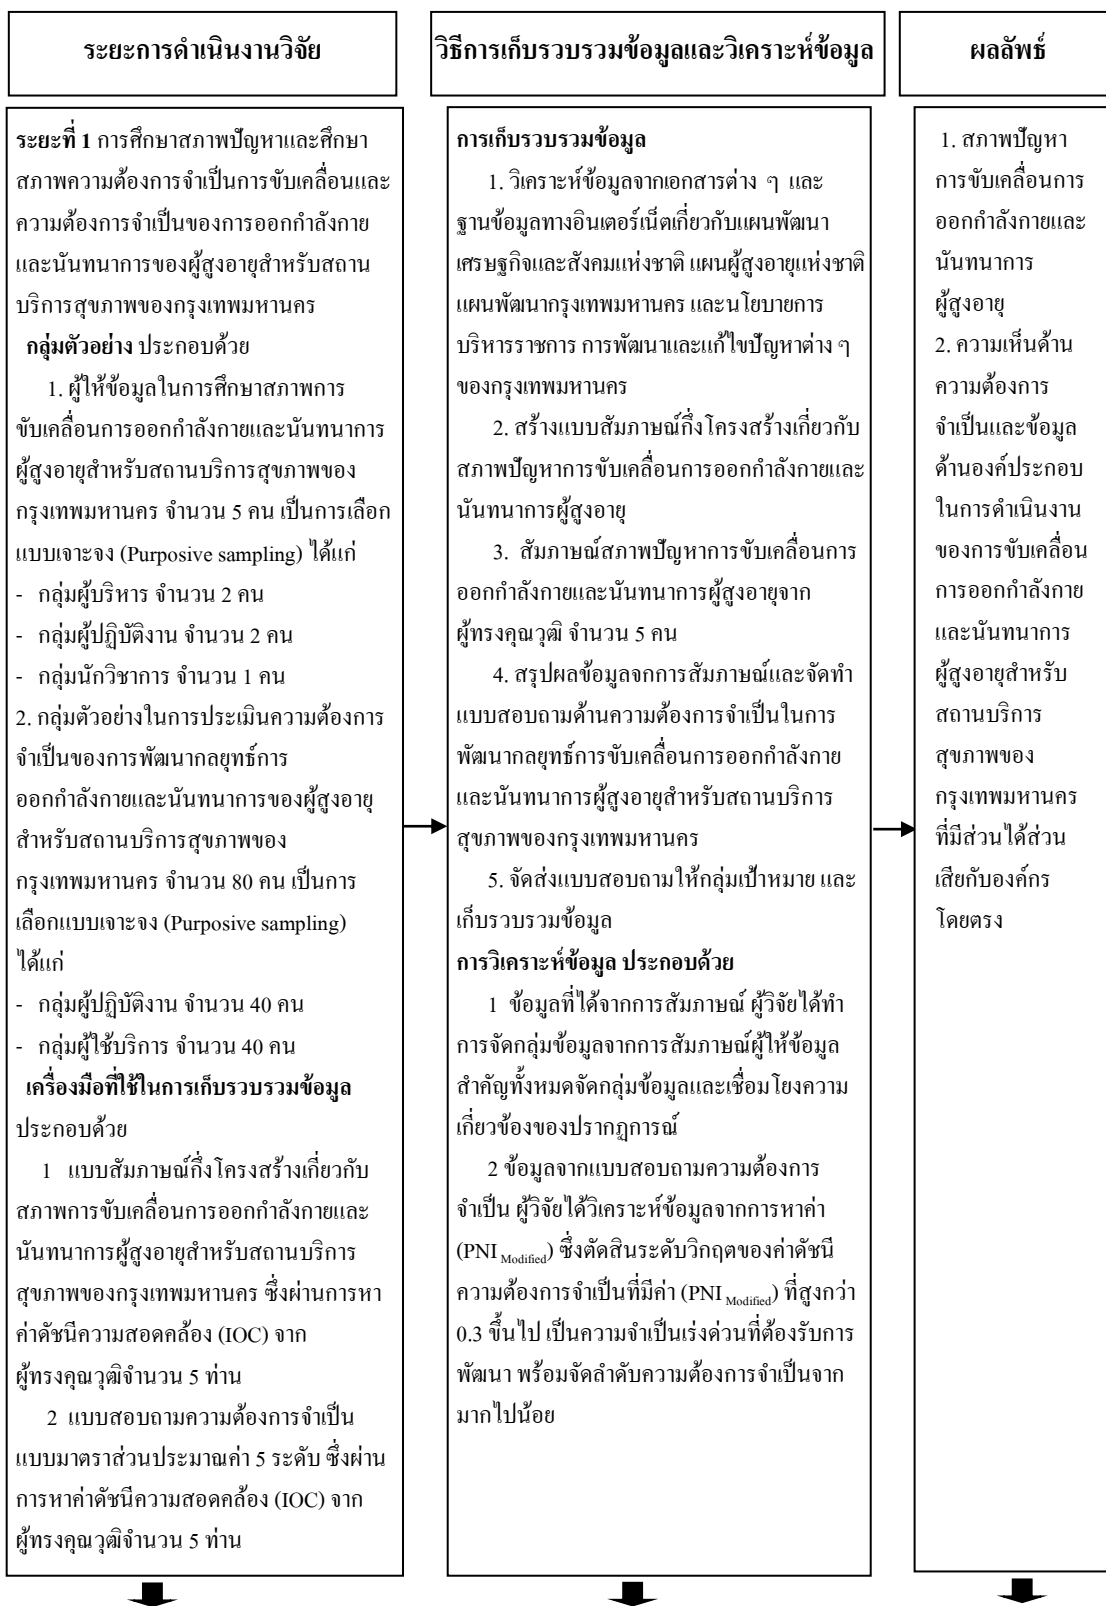 ระยะการดำเนินงานวิจัย
วิธีการเก็บรวบรวมข้อมูลและวิเคราะห์ข้อมูล
ผลลัพธ์
ระยะที่ 1 การศึกษาสภาพปัญหาและศึกษา
สภาพความต้องการจำเป็นการขับเคลื่อนและ
ความต้องการจำเป็นของการออกกำลังกาย
และนันทนาการของผู้สูงอายุสำหรับสถาน
บริการสุขภาพของกรุงเทพมหานคร
กลุ่มตัวอย่าง ประกอบด้วย
1. ผู้ให้ข้อมูลในการศึกษาสภาพการ
ขับเคลื่อนการออกกำลังกายและนันทนาการ
ผู้สูงอายุสำหรับสถานบริการสุขภาพของ
กรุงเทพมหานคร จำนวน 5 คน เป็นการเลือก
แบบเจาะจง (Purposive sampling) ได้แก่
- กลุ่มผู้บริหาร จำนวน 2 คน
- กลุ่มผู้ปฏิบัติงาน จำนวน 2 คน
- กลุ่มนักวิชาการ จำนวน 1 คน
2. กลุ่มตัวอย่างในการประเมินความต้องการ
จำเป็นของการพัฒนากลยุทธ์การ
ออกกำลังกายและนันทนาการของผู้สูงอายุ
สำหรับสถานบริการสุขภาพของ
กรุงเทพมหานคร จำนวน 80 คน เป็นการ
เลือกแบบเจาะจง (Purposive sampling)
ได้แก่
- กลุ่มผู้ปฏิบัติงาน จำนวน 40 คน
- กลุ่มผู้ใช้บริการ จำนวน 40 คน
เครื่องมือที่ใช้ในการเก็บรวบรวมข้อมูล
ประกอบด้วย
1 แบบสัมภาษณ์กึ่งโครงสร้างเกี่ยวกับ
สภาพการขับเคลื่อนการออกกำลังกายและ
นันทนาการผู้สูงอายุสำหรับสถานบริการ
สุขภาพของกรุงเทพมหานคร ซึ่งผ่านการหา
ค่าดัชนีความสอดคล้อง (IOC) จาก
ผู้ทรงคุณวุฒิจำนวน 5 ท่าน
2 แบบสอบถามความต้องการจำเป็น
แบบมาตราส่วนประมาณค่า 5 ระดับ ซึ่งผ่าน
การหาค่าดัชนีความสอดคล้อง (IOC) จาก
ผู้ทรงคุณวุฒิจำนวน 5 ท่าน
การเก็บรวบรวมข้อมูล
1. วิเคราะห์ข้อมูลจากเอกสารต่าง ๆ และ
ฐานข้อมูลทางอินเตอร์เน็ตเกี่ยวกับแผนพัฒนา
เศรษฐกิจและสังคมแห่งชาติ แผนผู้สูงอายุแห่งชาติ
แผนพัฒนากรุงเทพมหานคร และนโยบายการ
บริหารราชการ การพัฒนาและแก้ไขปัญหาต่าง ๆ
ของกรุงเทพมหานคร
2. สร้างแบบสัมภาษณ์กึ่งโครงสร้างเกี่ยวกับ
สภาพปัญหาการขับเคลื่อนการออกกำลังกายและ
นันทนาการผู้สูงอายุ
3. สัมภาษณ์สภาพปัญหาการขับเคลื่อนการ
ออกกำลังกายและนันทนาการผู้สูงอายุจาก
ผู้ทรงคุณวุฒิ จำนวน 5 คน
4. สรุปผลข้อมูลจกการสัมภาษณ์และจัดทำ
แบบสอบถามด้านความต้องการจำเป็นในการ
พัฒนากลยุทธ์การขับเคลื่อนการออกกำลังกาย
และนันทนาการผู้สูงอายุสำหรับสถานบริการ
สุขภาพของกรุงเทพมหานคร
5. จัดส่งแบบสอบถามให้กลุ่มเป้าหมาย และ
เก็บรวบรวมข้อมูล
การวิเคราะห์ข้อมูล ประกอบด้วย
1 ข้อมูลที่ได้จากการสัมภาษณ์ ผู้วิจัยได้ทำ
การจัดกลุ่มข้อมูลจากการสัมภาษณ์ผู้ให้ข้อมูล
สำคัญทั้งหมดจัดกลุ่มข้อมูลและเชื่อมโยงความ
เกี่ยวข้องของปรากฏการณ์
2 ข้อมูลจากแบบสอบถามความต้องการ
จำเป็น ผู้วิจัยได้วิเคราะห์ข้อมูลจากการหาค่า
(PNI Modified) ซึ่งตัดสินระดับวิกฤตของค่าดัชนี
ความต้องการจำเป็นที่มีค่า (PNI Modified) ที่สูงกว่า
0.3 ขึ้นไป เป็นความจำเป็นเร่งด่วนที่ต้องรับการ
พัฒนา พร้อมจัดลำดับความต้องการจำเป็นจาก
มากไปน้อย
1. สภาพปัญหา
การขับเคลื่อนการ
ออกกำลังกายและ
นันทนาการ
ผู้สูงอายุ
2. ความเห็นด้าน
ความต้องการ
จำเป็นและข้อมูล
ด้านองค์ประกอบ
ในการดำเนินงาน
ของการขับเคลื่อน
การออกกำลังกาย
และนันทนาการ
ผู้สูงอายุสำหรับ
สถานบริการ
สุขภาพของ
กรุงเทพมหานคร
ที่มีส่วนได้ส่วน
เสียกับองค์กร
โดยตรง